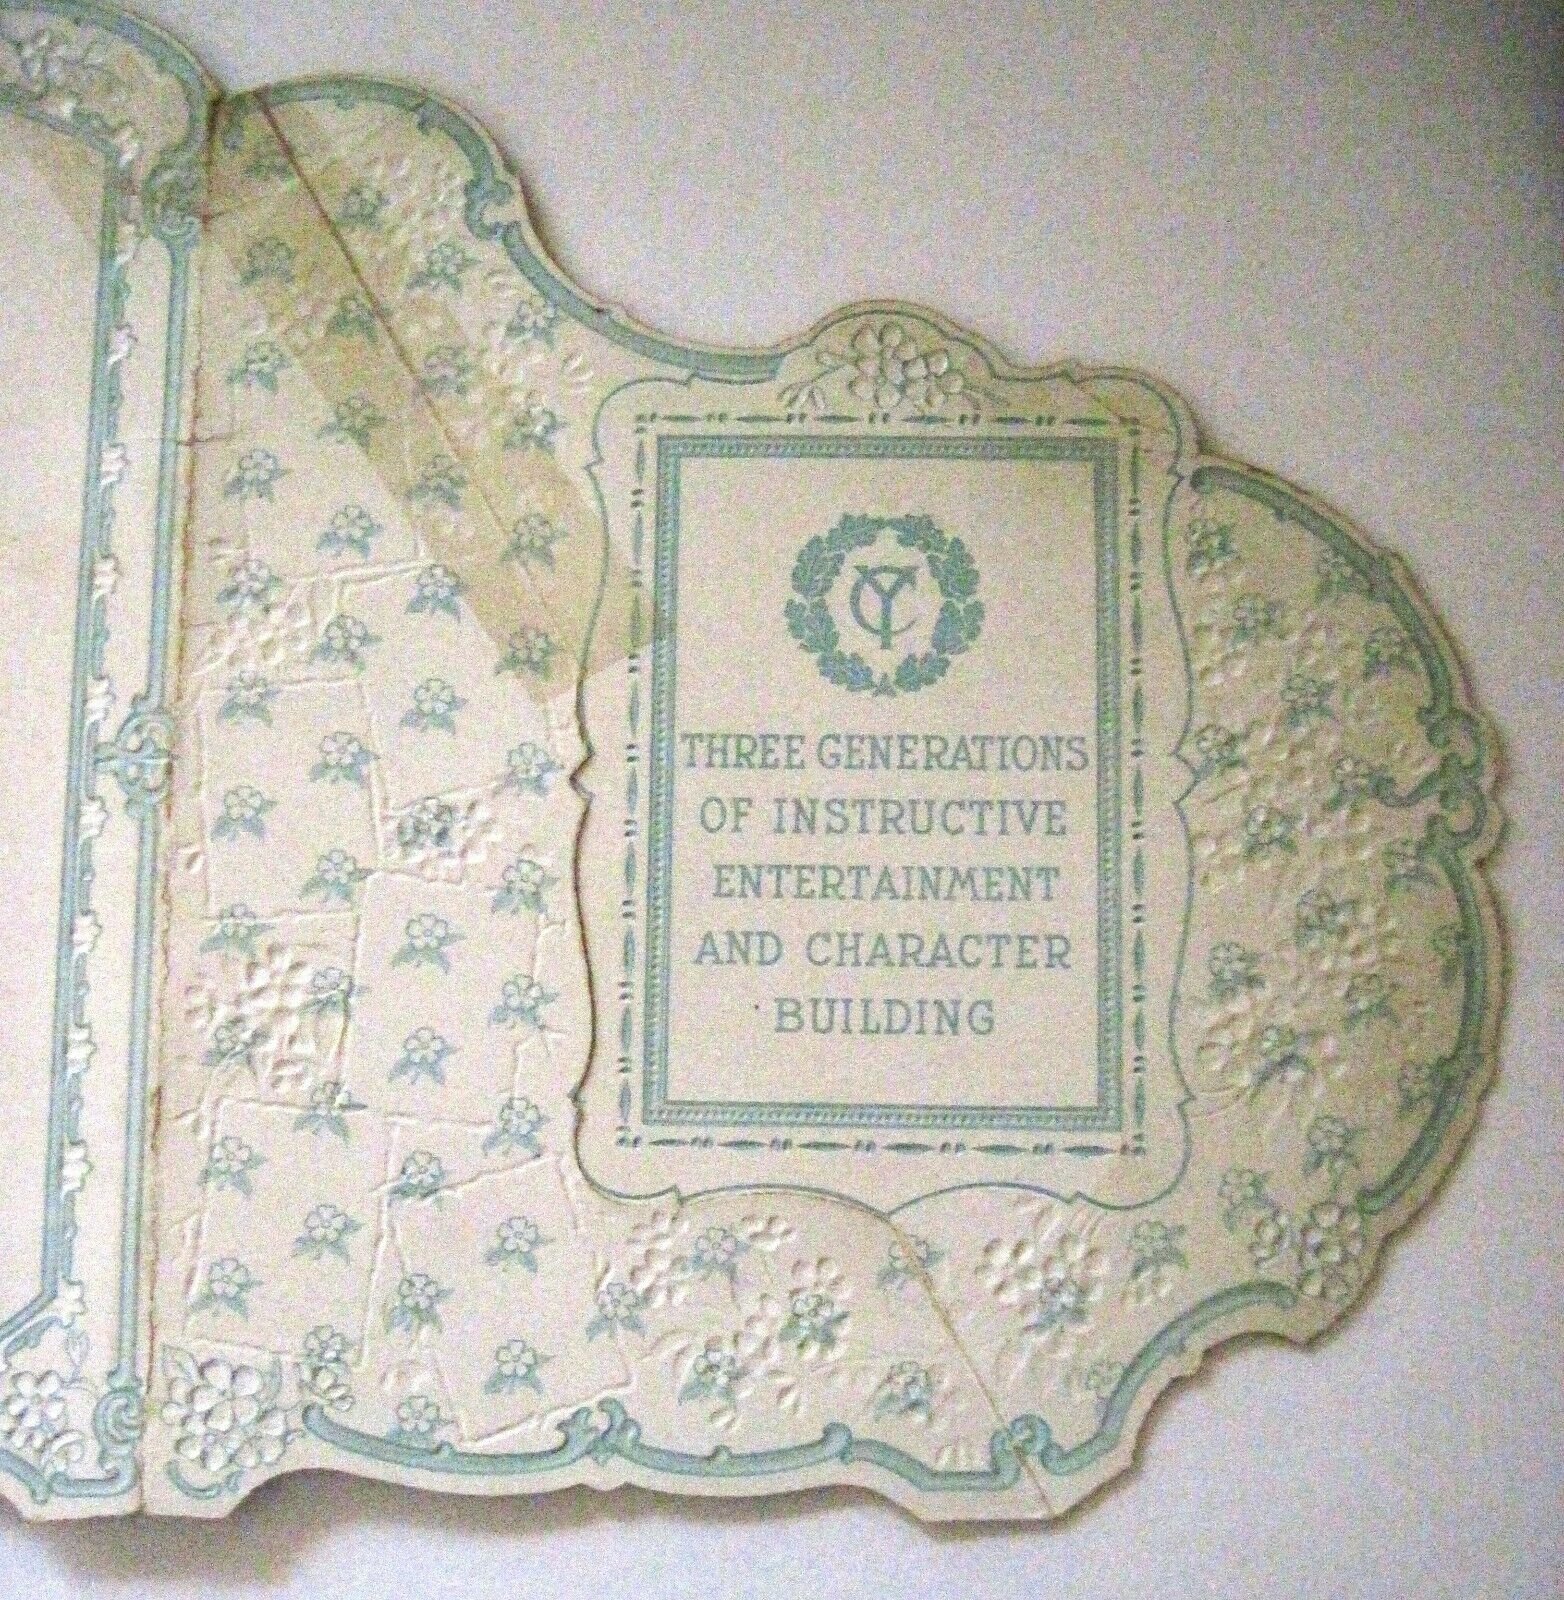 YC
THREE GENERATIONS
OF INSTRUCTIVE
ENTERTAINMENT
AND CHARACTER
BUILDING